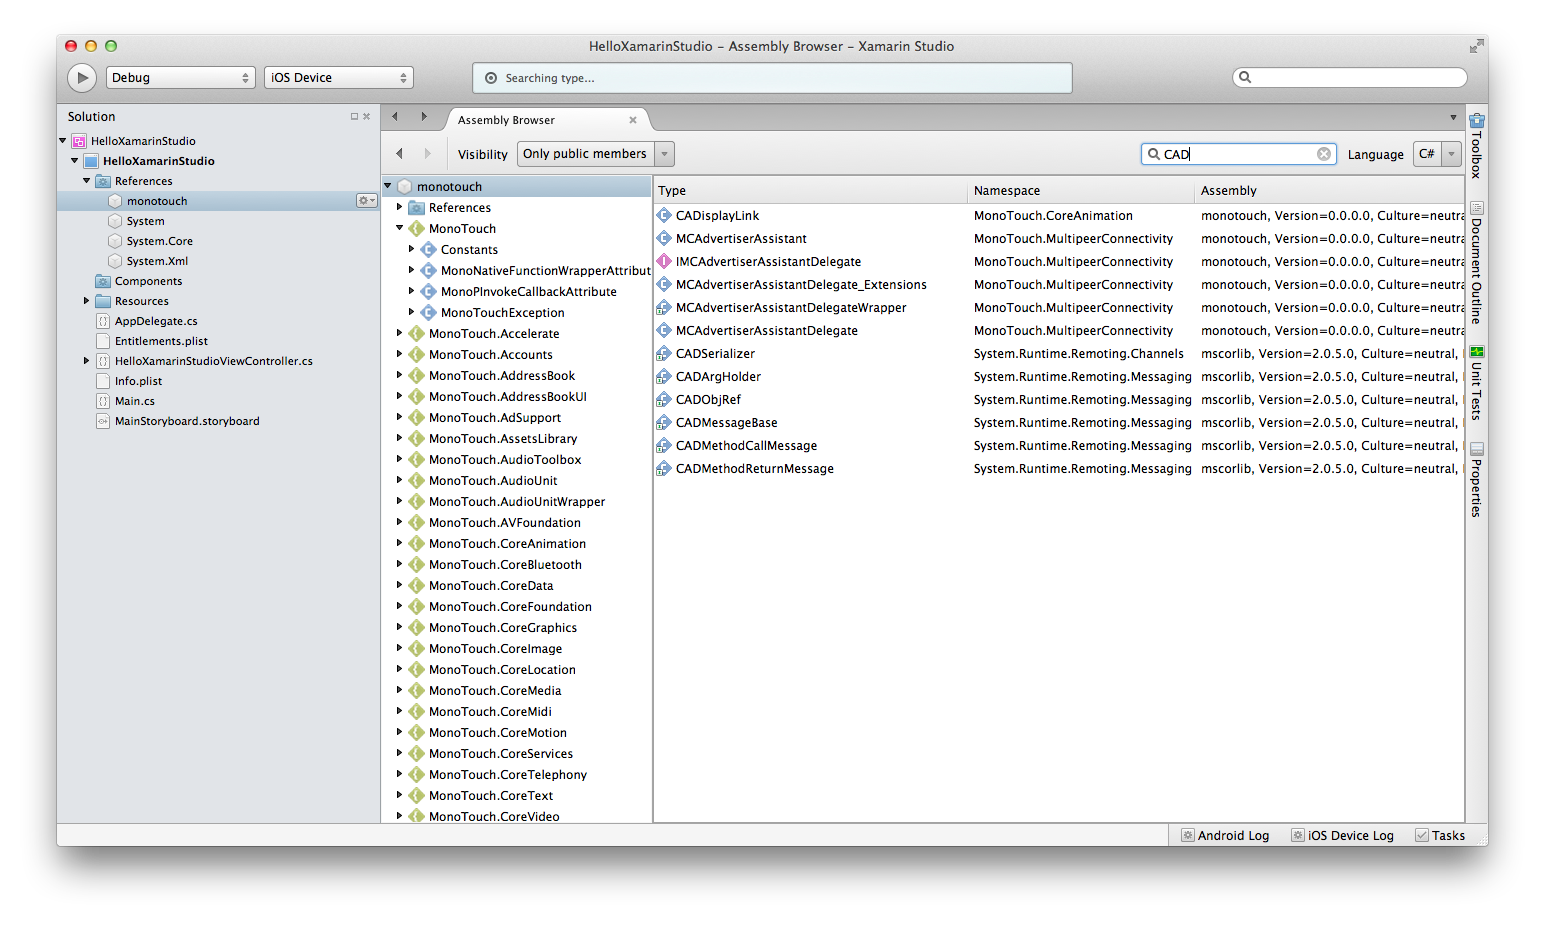 HelloXamarinStudio – Assembly Browser – Xamarin Studio
Debug
iOS Device
Searching type...
Solution
HelloXamarinStudio
HelloXamarinStudio
References
monotouch
System
System.Core
System.Xml
Components
Resources
AppDelegate.cs
Entitlements.plist
HelloXamarinStudioViewController.cs
Info.plist
Main.cs
MainStoryboard.storyboard
Assembly Browser
Visibility Only public members
CAD
Language C#
monotouch
References
MonoTouch
Constants
MonoNativeFunctionWrapperAttribut
MonoPInvokeCallbackAttribute
MonoTouchException
MonoTouch.Accelerate
MonoTouch.Accounts
MonoTouch.AddressBook
MonoTouch.AddressBookUI
MonoTouch.AdSupport
MonoTouch.AssetsLibrary
MonoTouch.AudioToolbox
MonoTouch.AudioUnit
MonoTouch.AudioUnitWrapper
MonoTouch.AVFoundation
MonoTouch.CoreAnimation
MonoTouch.CoreBluetooth
MonoTouch.CoreData
MonoTouch.CoreFoundation
MonoTouch.CoreGraphics
MonoTouch.CoreImage
MonoTouch.CoreLocation
MonoTouch.CoreMedia
MonoTouch.CoreMidi
MonoTouch.CoreMotion
MonoTouch.CoreServices
MonoTouch.CoreTelephony
MonoTouch.CoreText
MonoTouch.CoreVideo
Type Namespace Assembly
CADisplayLink MonoTouch.CoreAnimation monotouch, Version=0.0.0.0, Culture=neutra
MCAdvertiserAssistant MonoTouch.MultipeerConnectivity monotouch, Version=0.0.0.0, Culture=neutra
IMCAdvertiserAssistantDelegate MonoTouch.MultipeerConnectivity monotouch, Version=0.0.0.0, Culture=neutra
MCAdvertiserAssistantDelegate_Extensions MonoTouch.MultipeerConnectivity monotouch, Version=0.0.0.0, Culture=neutra
MCAdvertiserAssistantDelegateWrapper MonoTouch.MultipeerConnectivity monotouch, Version=0.0.0.0, Culture=neutra
MCAdvertiserAssistantDelegate MonoTouch.MultipeerConnectivity monotouch, Version=0.0.0.0, Culture=neutra
CADSerializer System.Runtime.Remoting.Channels mscorlib, Version=2.0.5.0, Culture=neutral,
CADArgHolder System.Runtime.Remoting.Messaging mscorlib, Version=2.0.5.0, Culture=neutral,
CADObjRef System.Runtime.Remoting.Messaging mscorlib, Version=2.0.5.0, Culture=neutral,
CADMessageBase System.Runtime.Remoting.Messaging mscorlib, Version=2.0.5.0, Culture=neutral,
CADMethodCallMessage System.Runtime.Remoting.Messaging mscorlib, Version=2.0.5.0, Culture=neutral,
CADMethodReturnMessage System.Runtime.Remoting.Messaging mscorlib, Version=2.0.5.0, Culture=neutral,
Toolbox
Document Outline
Unit Tests
Properties
Android Log
iOS Device Log
Tasks